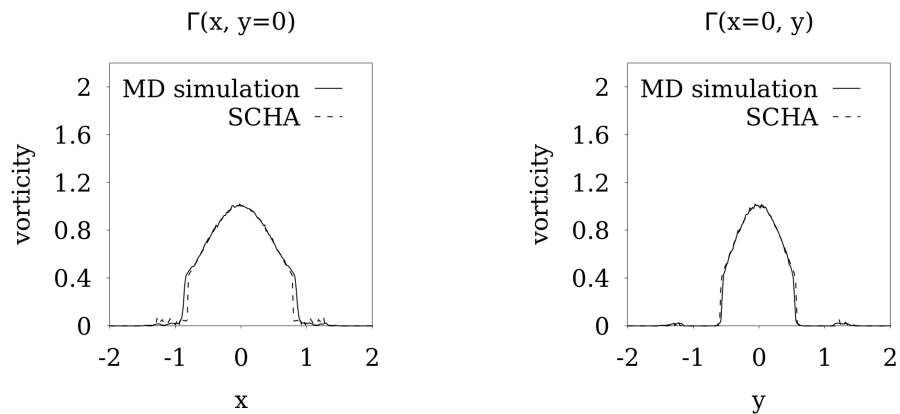 Γ(x, y=0)
vorticity
2
1.6
1.2
0.8
0.4
0
MD simulation
SCHA
-2 -1 0 1 2
x
Γ(x=0, y)
vorticity
2
1.6
1.2
0.8
0.4
0
MD simulation
SCHA
-2 -1 0 1 2
y